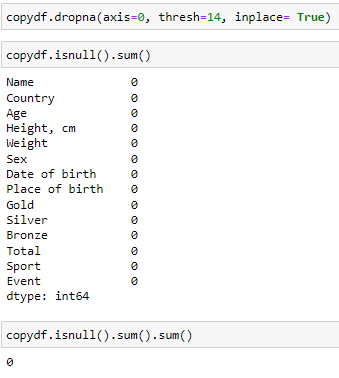 copydf.dropna(axis=0, thresh=14, inplace= True)
copydf.isnull().sum()
Name 0
Country 0
Age 0
Height, cm 0
Weight 0
Sex 0
Date of birth 0
Place of birth 0
Gold 0
Silver 0
Bronze 0
Total 0
Sport 0
Event 0
dtype: int64
copydf.isnull().sum().sum()
0